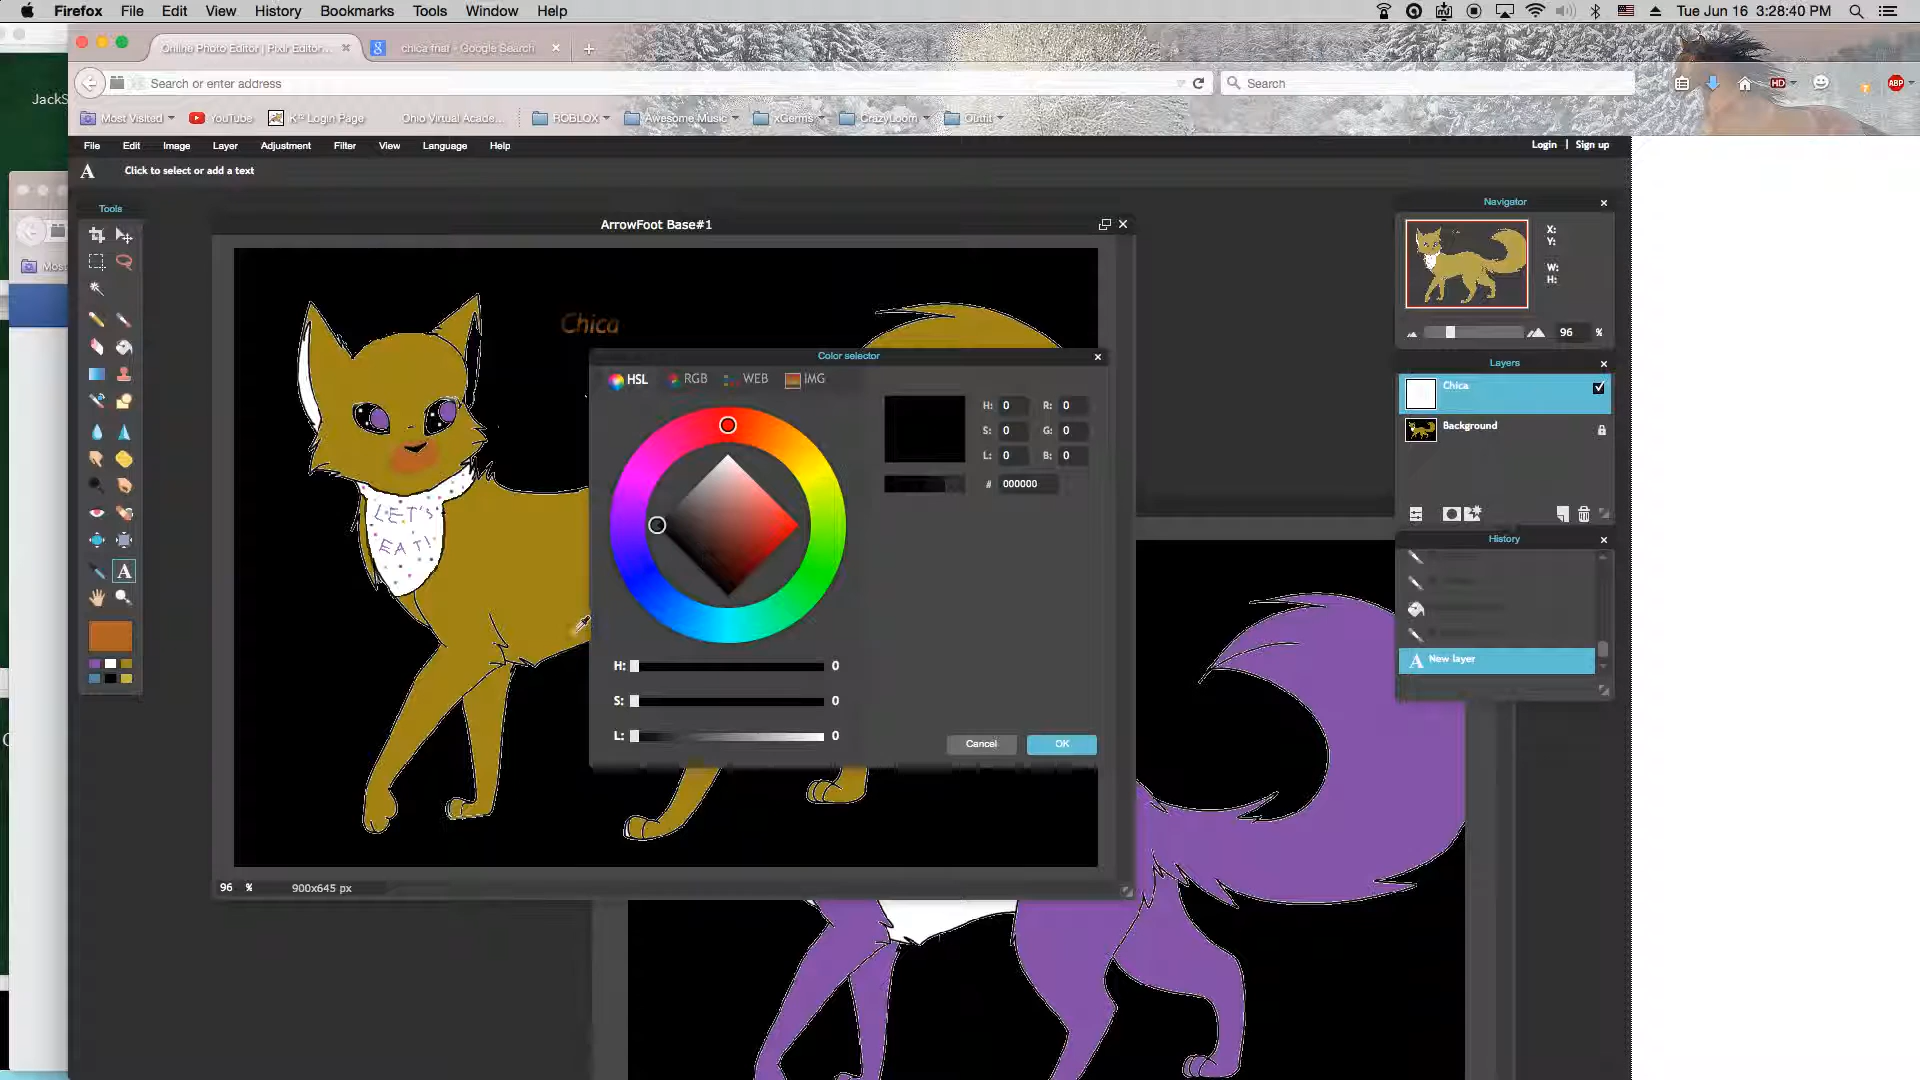 Firefox File Edit View History Bookmarks Tools Window Help Tue Jun 16 3:28:40 PM
Online Photo Editor | Pixlr Editor... chica fnaf - Google Search
Search or enter address Search
Most Visited YouTube K¹² Login Page Ohio Virtual Acade... ROBLOX Awesome Music xGerms CrazyLoom Outfit
File Edit Image Layer Adjustment Filter View Language Help Login | Sign up
A Click to select or add a text
Tools
ArrowFoot Base#1
Chica
LET'S
EAT!
Color selector
HSL RGB WEB IMG
H: 0 R: 0
S: 0 G: 0
L: 0 B: 0
# 000000
H: 0
S: 0
L: 0
Cancel OK
96 % 900x645 px
Navigator
X:
Y:
W:
H:
96 %
Layers
Chica
Background
History
A New layer
JackS
Mos